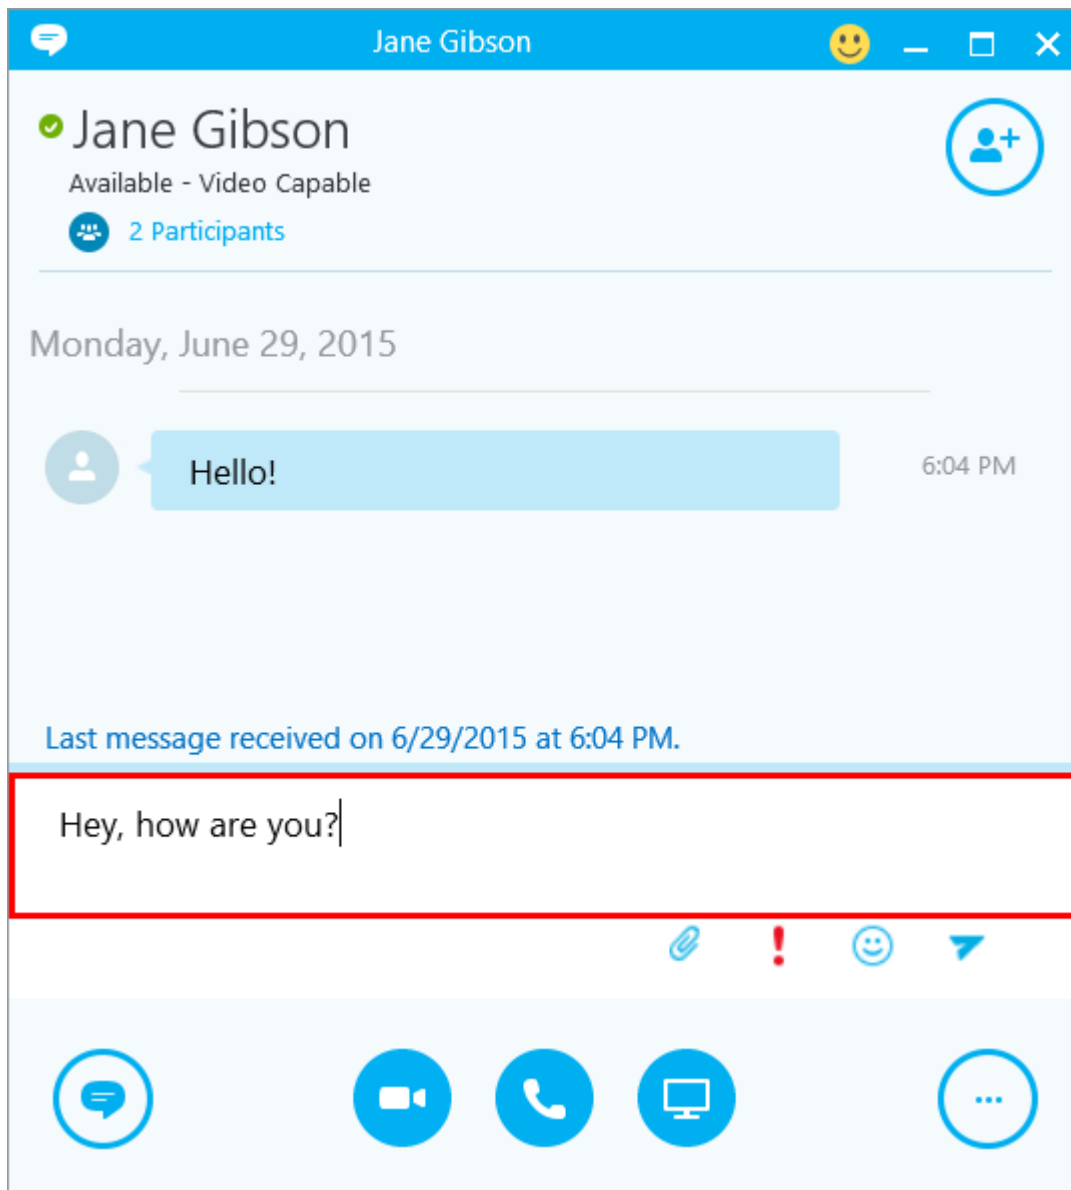 Jane Gibson
Jane Gibson
Available - Video Capable
2 Participants
Monday, June 29, 2015
Hello!
6:04 PM
Last message received on 6/29/2015 at 6:04 PM.
Hey, how are you?